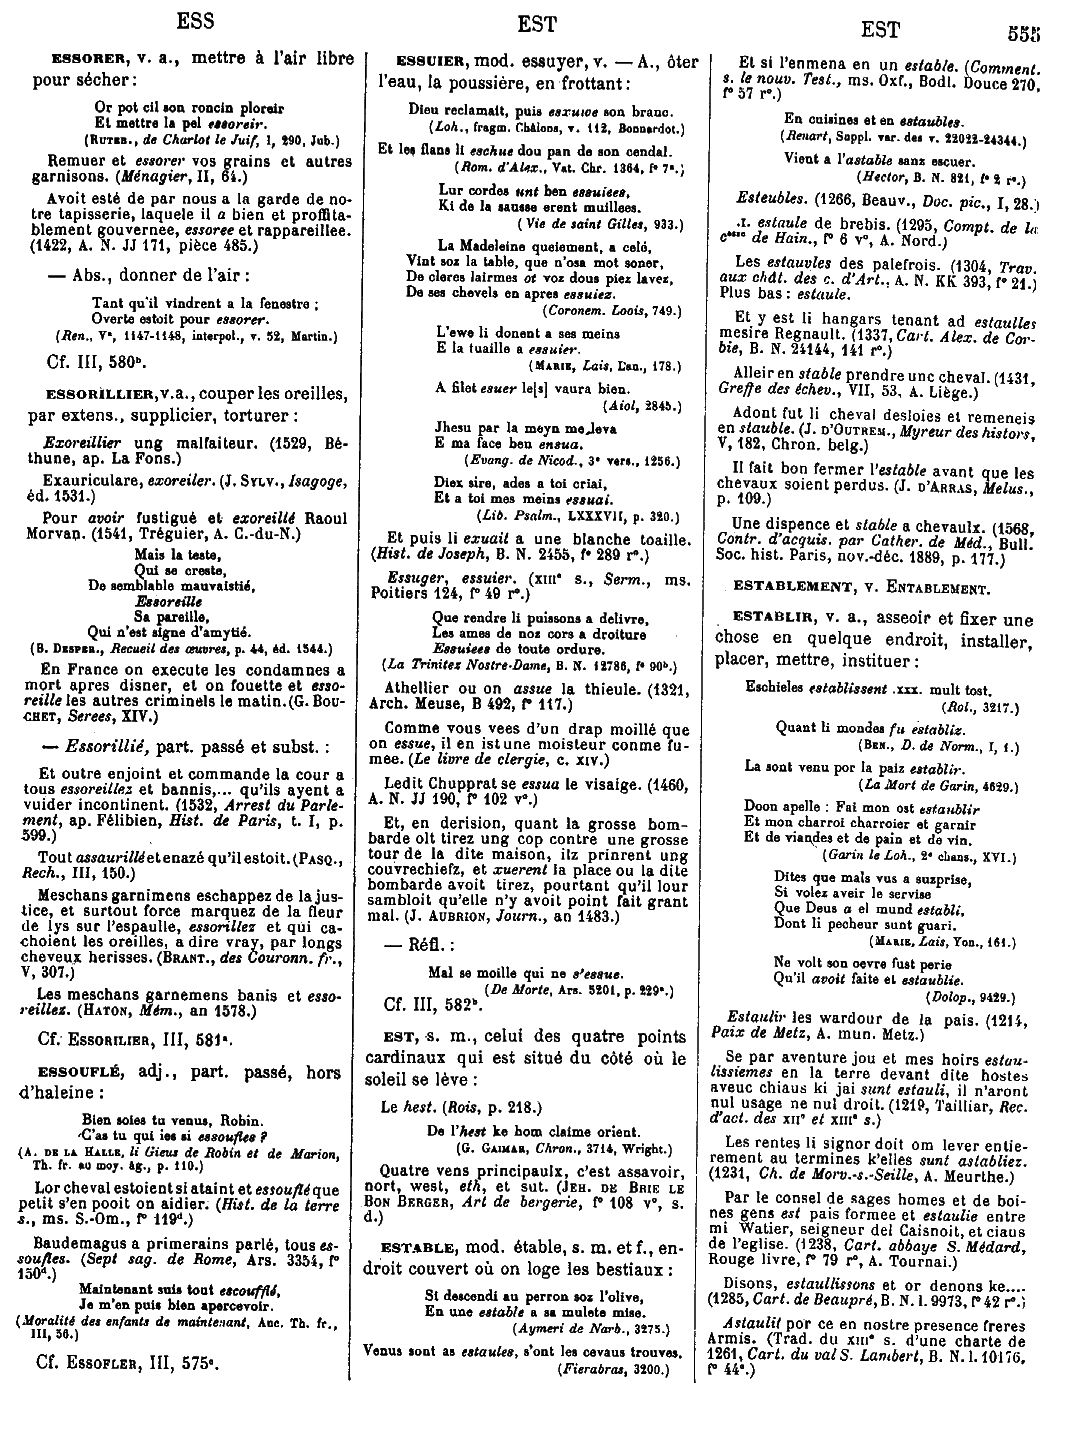 ESS
EST
EST
555
ESSORER, v. a., mettre à l'air libre
pour sécher :
Or pot cil son roncin plorair
Et mettre la pel essoreir.
(RUTEB., de Charlot le Juif, I, 290, Jub.)
Remuer et essorer vos grains et autres
garnisons. (Ménagier, II, 64.)
Avoit esté de par nous a la garde de no-
tre tapisserie, laquele il a bien et proffita-
blement gouvernee, essoree et rappareillee.
(1422, A. N. JJ 171, pièce 485.)
— Abs., donner de l'air :
Tant qu'il vindrent a la fenestre ;
Overte estoit pour essorer.
(Ren., Vª, 1147-1148, interpol., v. 52, Martin.)
Cf. III, 580ᵇ.
ESSORILLIER, v.a., couper les oreilles,
par extens., supplicier, torturer :
Exoreillier ung malfaiteur. (1529, Bé-
thune, ap. La Fons.)
Exauriculare, exoreiler. (J. SYLV., Isagoge,
éd. 1531.)
Pour avoir fustigué et exoreillé Raoul
Morvan. (1541, Tréguier, A. C.-du-N.)
Mais la teste,
Qui se creste,
De semblable mauvaistié,
Essoreille
Sa pareille,
Qui n'est signe d'amytié.
(B. DESPER., Recueil des œuvres, p. 44, éd. 1544.)
En France on execute les condamnes a
mort apres disner, et on fouette et esso-
reille les autres criminels le matin. (G. BOU-
CHET, Serees, XIV.)
— Essorillié, part. passé et subst. :
Et outre enjoint et commande la cour a
tous essoreillez et bannis,... qu'ils ayent a
vuider incontinent. (1532, Arrest du Parle-
ment, ap. Félibien, Hist. de Paris, t. I, p.
599.)
Tout assaurillé et enazé qu'il estoit. (PASQ.,
Rech., III, 150.)
Meschans garnimens eschappez de la jus-
tice, et surtout force marquez de la fleur
de lys sur l'espaulle, essorillez et qui ca-
choient les oreilles, a dire vray, par longs
cheveux herisses. (BRANT., des Couronn. fr.,
V, 307.)
Les meschans garnemens banis et esso-
reillez. (HATON, Mém., an 1578.)
Cf. ESSORILIER, III, 581ª.
ESSOUFLÉ, adj., part. passé, hors
d'haleine :
Bien soies tu venus, Robin.
C'as tu qui ies si essoufles ?
(A. DE LA HALLE, li Gieus de Robin et de Marion,
Th. fr. au moy. âg., p. 110.)
Lor cheval estoient si ataint et essouflé que
petit s'en pooit on aidier. (Hist. de la terre
s., ms. S.-Om., fº 119ᵈ.)
Baudemagus a primerains parlé, tous es-
soufles. (Sept sag. de Rome, Ars. 3354, fº
150ᵈ.)
Maintenant suis tout escoufflé,
Je m'en puis bien apercevoir.
(Moralité des enfants de maintenant, Anc. Th. fr.,
III, 56.)
Cf. ESSOFLER, III, 575ª.
ESSUIER, mod. essuyer, v. — A., ôter
l'eau, la poussière, en frottant :
Dieu reclamait, puis esxuioe son branc.
(Loh., fragm. Châlons, v. 112, Bonnardot.)
Et les flans li eschue dou pan de son cendal.
(Rom. d'Alex., Vat. Chr. 1364, fº 7ª.)
Lur cordes unt ben essuiees,
Ki de la sausse erent muillees.
(Vie de saint Gilles, 933.)
La Madeleine queiement, a celé,
Vint soz la table, que n'osa mot soner,
De cleres lairmes ot voz dous piez lavez,
De ses chevels en apres essuiez.
(Coronem. Loois, 749.)
L'ewe li donent a ses meins
E la tuaille a essuier.
(MARIE, Lais, Lan., 178.)
A filet esuer le[s] vaura bien.
(Aiol, 2845.)
Jhesu par la meyn me leva
E ma face ben ensua.
(Evang. de Nicod., 3ª vers., 1256.)
Diex sire, ades a toi criai,
Et a toi mes meins essuai.
(Lib. Psalm., LXXXVII, p. 320.)
Et puis li exuait a une blanche toaille.
(Hist. de Joseph, B. N. 2455, fº 289 rº.)
Essuger, essuier. (XIIIᵉ s., Serm., ms.
Poitiers 124, fº 49 rº.)
Que rendre li puissons a delivre,
Les ames de noz cors a droiture
Essuiees de toute ordure.
(La Trinitez Nostre-Dame, B. N. 12786, fº 90ᵇ.)
Athellier ou on assue la thieule. (1321,
Arch. Meuse, B 492, fº 117.)
Comme vous vees d'un drap moillé que
on essue, il en ist une moisteur conme fu-
mee. (Le livre de clergie, c. XIV.)
Ledit Chupprat se essua le visaige. (1460,
A. N. JJ 190, fº 102 vº.)
Et, en derision, quant la grosse bom-
barde olt tirez ung cop contre une grosse
tour de la dite maison, ilz prinrent ung
couvrechiefz, et xuerent la place ou la dite
bombarde avoit tirez, pourtant qu'il lour
sambloit qu'elle n'y avoit point fait grant
mal. (J. AUBRION, Journ., an 1483.)
— Réfl. :
Mal se moille qui ne s'essue.
(De Morte, Ars. 5201, p. 229ª.)
Cf. III, 582ᵇ.
EST, s. m., celui des quatre points
cardinaux qui est situé du côté où le
soleil se lève :
Le hest. (Rois, p. 218.)
De l'hest ke hom claime orient.
(G. GAIMAR, Chron., 3714, Wright.)
Quatre vens principaulx, c'est assavoir,
nort, west, eth, et sut. (JEH. DE BRIE LE
BON BERGER, Art de bergerie, fº 108 vº, s.
d.)
ESTABLE, mod. étable, s. m. et f., en-
droit couvert où on loge les bestiaux :
Si descendi au perron soz l'olive,
En une estable a sa mulete mise.
(Aymeri de Narb., 3275.)
Venus sont as estaules, s'ont les cevaus trouves.
(Fierabras, 3200.)
Et si l'enmena en un estable. (Comment.
s. le nouv. Test., ms. Oxf., Bodl. Douce 270,
fº 57 rº.)
En cuisines et en estaubles.
(Renart, Suppl. var. des v. 22022-24344.)
Vient a l'astable sanz escuer.
(Hector, B. N. 821, fº 2 rº.)
Esteubles. (1266, Beauv., Doc. pic., I, 28.)
.I. estaule de brebis. (1295, Compt. de la
cᵗᵉˢˢᵉ de Hain., fº 6 vº, A. Nord.)
Les estauvles des palefrois. (1304, Trav.
aux chât. des c. d'Art., A. N. KK 393, fº 21.)
Plus bas : estaule.
Et y est li hangars tenant ad estaulles
mesire Regnault. (1337, Cart. Alex. de Cor-
bie, B. N. 24144, 141 rº.)
Alleir en stable prendre une cheval. (1431,
Greffe des échev., VII, 53, A. Liège.)
Adont fut li cheval desloies et remeneis
en stauble. (J. D'OUTREM., Myreur des histors,
V, 182, Chron. belg.)
Il fait bon fermer l'estable avant que les
chevaux soient perdus. (J. D'ARRAS, Melus.,
p. 109.)
Une dispence et stable a chevaulx. (1568,
Contr. d'acquis. par Cather. de Méd., Bull.
Soc. hist. Paris, nov.-déc. 1889, p. 177.)
ESTABLEMENT, v. ENTABLEMENT.
ESTABLIR, v. a., asseoir et fixer une
chose en quelque endroit, installer,
placer, mettre, instituer :
Eschieles establissent .xxx. mult tost.
(Rol., 3217.)
Quant li mondes fu establiz.
(BEN., D. de Norm., I, 1.)
La sont venu por la paiz establir.
(La Mort de Garin, 4629.)
Doon apelle : Fai mon ost estaublir
Et mon charroi charroier et garnir
Et de viandes et de pain et de vin.
(Garin le Loh., 2ª chans., XVI.)
Dites que mals vus a suzprise,
Si volez aveir le servise
Que Deus a el mund establi,
Dont li pecheur sunt guari.
(MARIE, Lais, Yon., 161.)
Ne volt son oevre fust perie
Qu'il avoit faite et estaublie.
(Dolop., 9429.)
Estaulir les wardour de la pais. (1214,
Paix de Metz, A. mun. Metz.)
Se par aventure jou et mes hoirs estau-
lissiemes en la terre devant dite hostes
aveuc chiaus ki jai sunt estauli, il n'aront
nul usage ne nul droit. (1219, Tailliar, Rec.
d'act. des XIIᵉ et XIIIᵉ s.)
Les rentes li signor doit om lever entie-
rement au termines k'elles sunt astabliez.
(1231, Ch. de Morv.-s.-Seille, A. Meurthe.)
Par le consel de sages homes et de boi-
nes gens est pais formee et estaulie entre
mi Watier, seigneur del Caisnoit, et ciaus
de l'eglise. (1238, Cart. abbaye S. Médard,
Rouge livre, fº 79 rº, A. Tournai.)
Disons, estaullissons et or denons ke....
(1285, Cart. de Beaupré, B. N. l. 9973, fº 42 rº.)
Astaulit por ce en nostre presence freres
Armis. (Trad. du XIIIᵉ s. d'une charte de
1261, Cart. du val S. Lambert, B. N. l. 10176,
fº 44ª.)